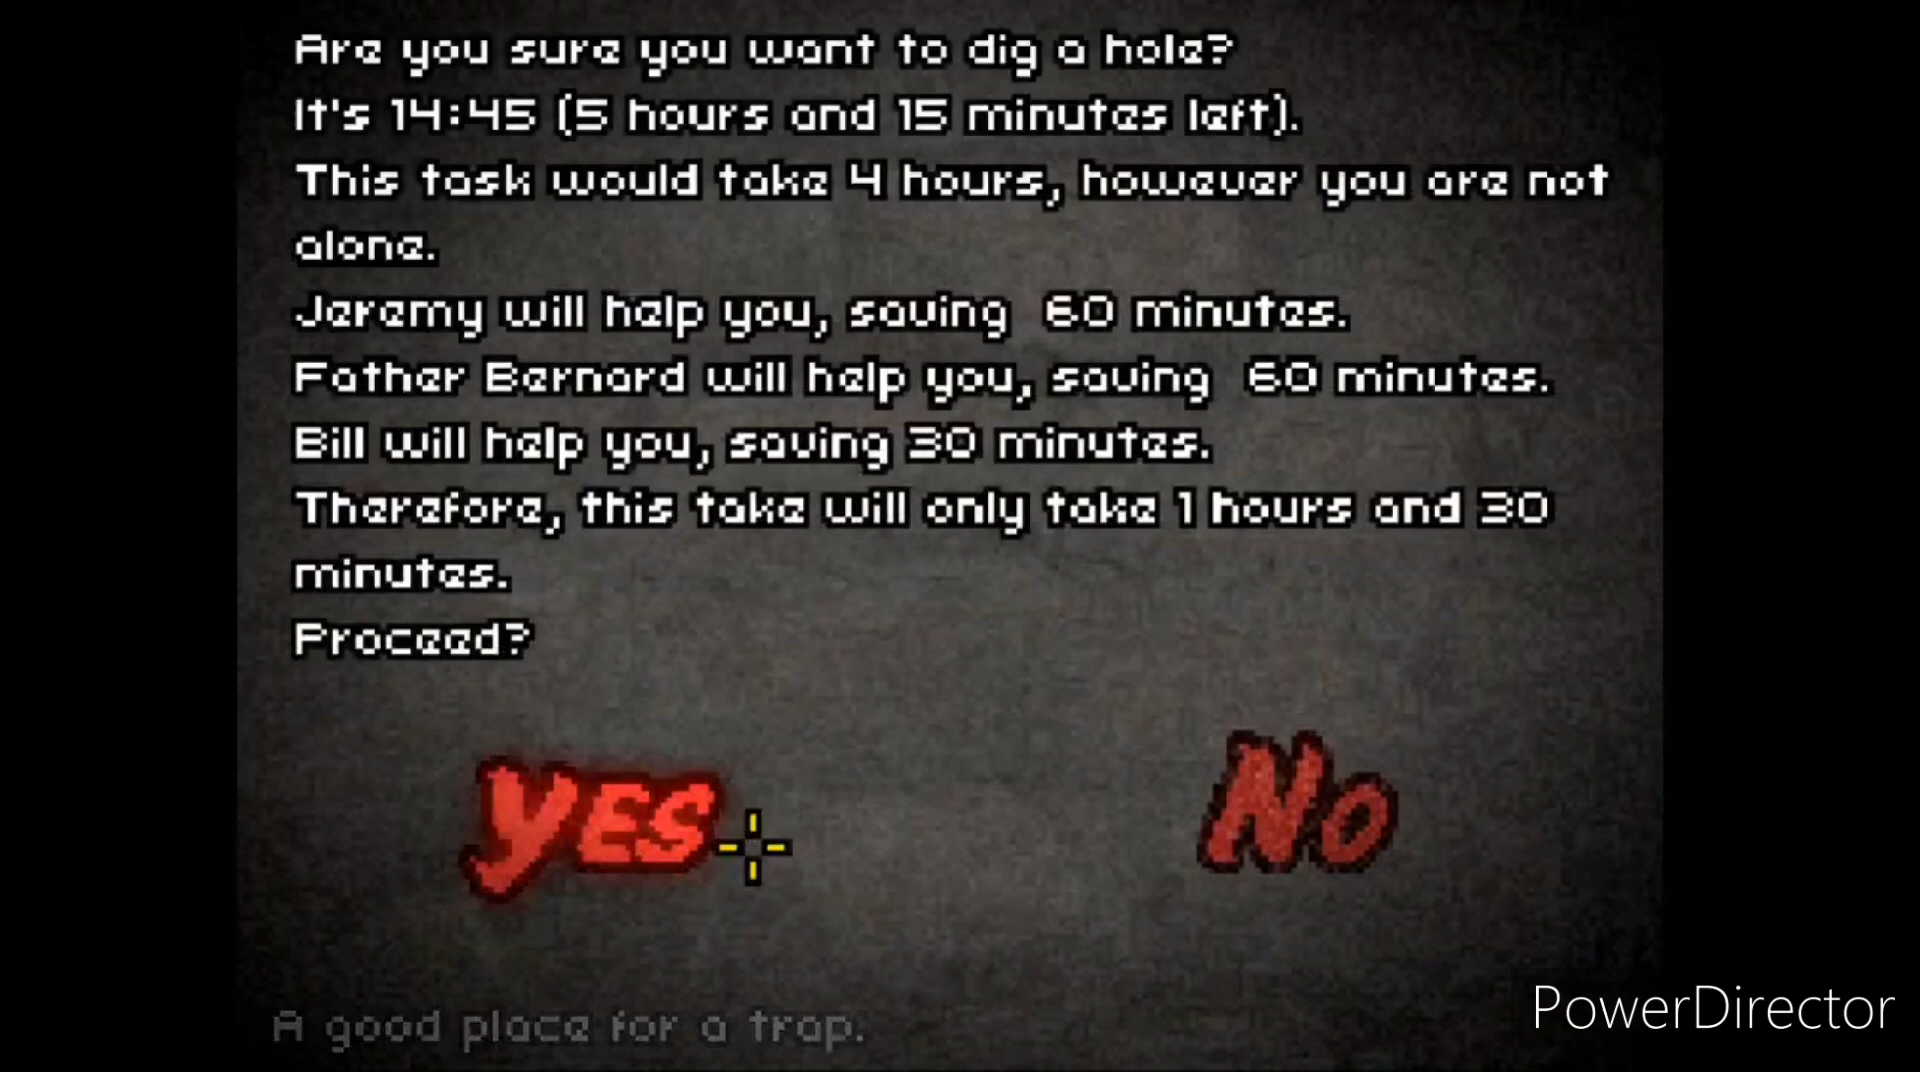 Are you sure you want to dig a hole?
It's 14:45 (5 hours and 15 minutes left).
This task would take 4 hours, however you are not
alone.
Jeremy will help you, saving  60 minutes.
Father Bernard will help you, saving  60 minutes.
Bill will help you, saving 30 minutes.
Therefore, this take will only take 1 hours and 30
minutes.
Proceed?
YES
No
A good place for a trap.
PowerDirector